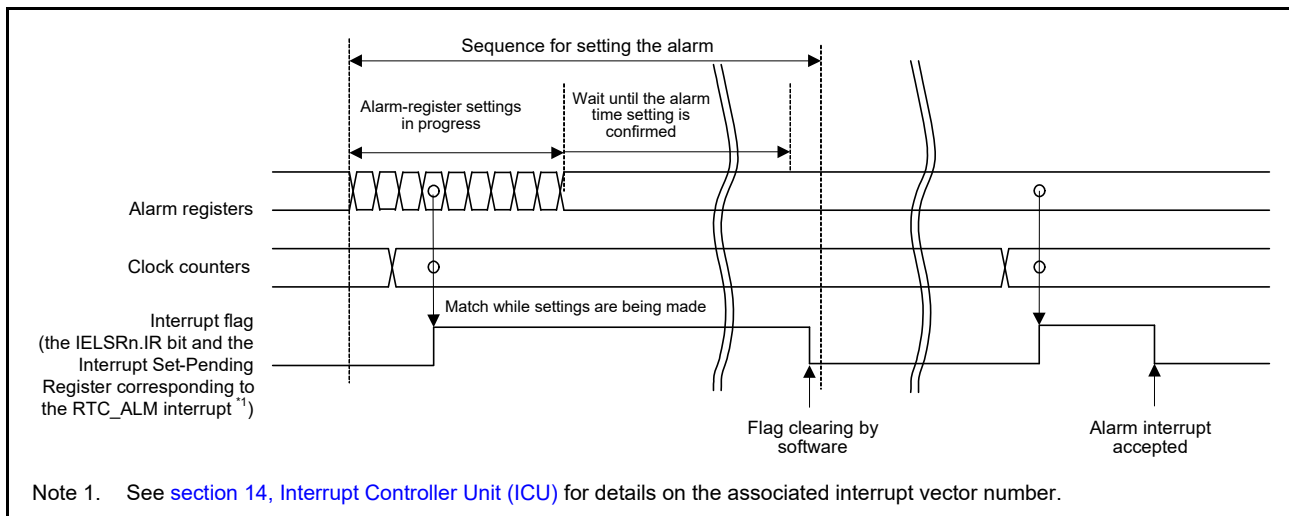 Sequence for setting the alarm
Alarm-register settings
in progress
Wait until the alarm
time setting is
confirmed
Alarm registers
Clock counters
Match while settings are being made
Interrupt flag
(the IELSRn.IR bit and the
Interrupt Set-Pending
Register corresponding to
the RTC_ALM interrupt *1)
Flag clearing by
software
Alarm interrupt
accepted
Note 1. See section 14, Interrupt Controller Unit (ICU) for details on the associated interrupt vector number.